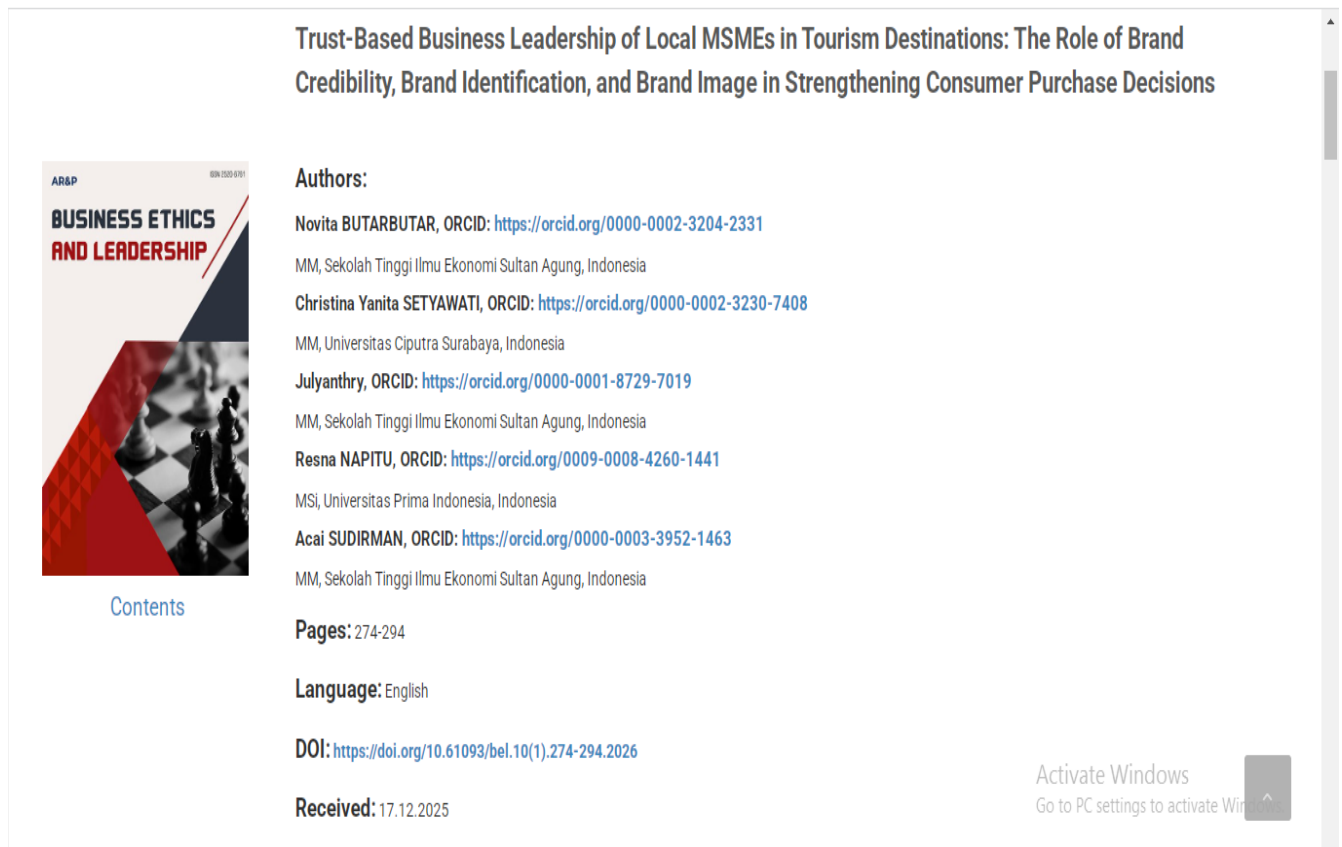 Trust-Based Business Leadership of Local MSMEs in Tourism Destinations: The Role of Brand
Credibility, Brand Identification, and Brand Image in Strengthening Consumer Purchase Decisions
AR&P
ISSN 2520-6761
BUSINESS ETHICS
AND LEADERSHIP
Contents
Authors:
Novita BUTARBUTAR, ORCID: https://orcid.org/0000-0002-3204-2331
MM, Sekolah Tinggi Ilmu Ekonomi Sultan Agung, Indonesia
Christina Yanita SETYAWATI, ORCID: https://orcid.org/0000-0002-3230-7408
MM, Universitas Ciputra Surabaya, Indonesia
Julyanthry, ORCID: https://orcid.org/0000-0001-8729-7019
MM, Sekolah Tinggi Ilmu Ekonomi Sultan Agung, Indonesia
Resna NAPITU, ORCID: https://orcid.org/0009-0008-4260-1441
MSi, Universitas Prima Indonesia, Indonesia
Acai SUDIRMAN, ORCID: https://orcid.org/0000-0003-3952-1463
MM, Sekolah Tinggi Ilmu Ekonomi Sultan Agung, Indonesia
Pages: 274-294
Language: English
DOI: https://doi.org/10.61093/bel.10(1).274-294.2026
Received: 17.12.2025
Activate Windows
Go to PC settings to activate Windows.